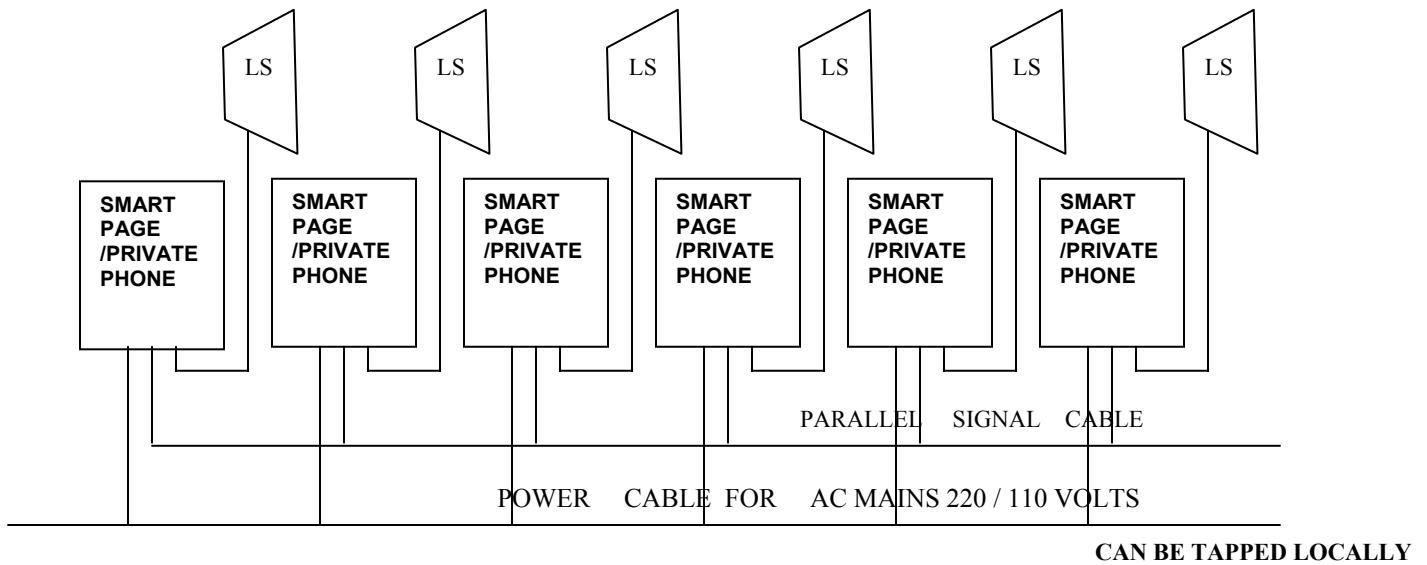 LS LS LS LS LS LS
SMART SMART SMART SMART SMART SMART
PAGE PAGE PAGE PAGE PAGE PAGE
/PRIVATE /PRIVATE /PRIVATE /PRIVATE /PRIVATE /PRIVATE
PHONE PHONE PHONE PHONE PHONE PHONE
PARALLEL SIGNAL CABLE
POWER CABLE FOR AC MAINS 220 / 110 VOLTS
CAN BE TAPPED LOCALLY